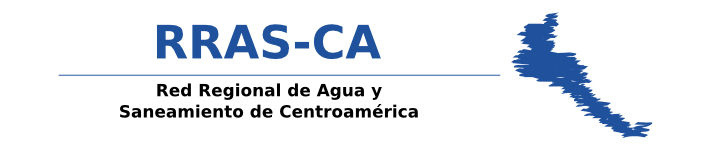 RRAS-CA
Red Regional de Agua y
Saneamiento de Centroamérica